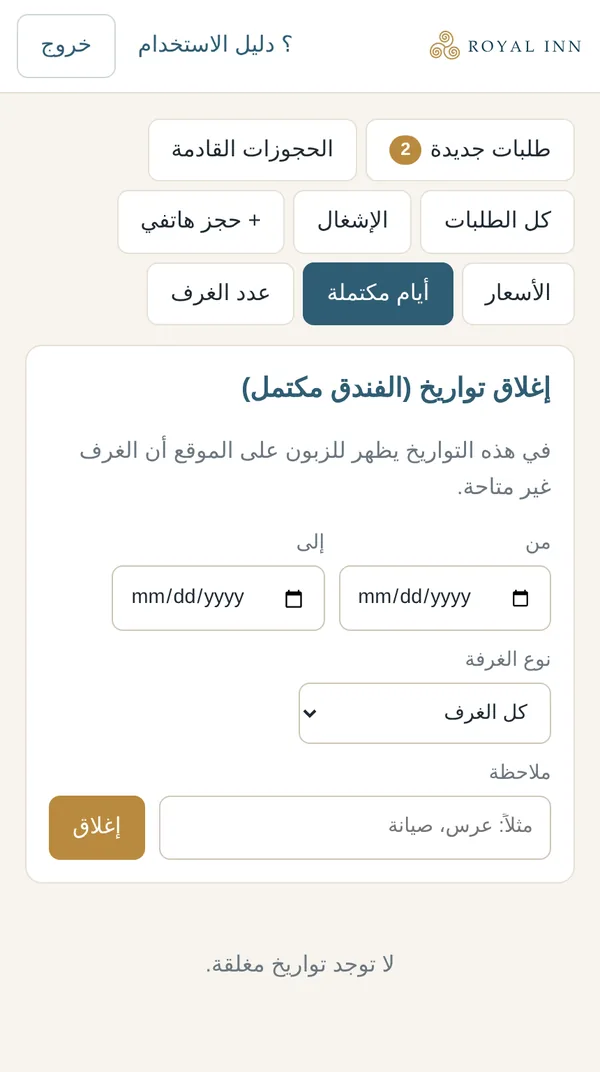 ROYAL INN
؟ دليل الاستخدام
خروج
طلبات جديدة 2
الحجوزات القادمة
كل الطلبات
الإشغال
+ حجز هاتفي
الأسعار
أيام مكتملة
عدد الغرف
إغلاق تواريخ (الفندق مكتمل)
في هذه التواريخ يظهر للزبون على الموقع أن الغرف
غير متاحة.
من
إلى
mm/dd/yyyy
mm/dd/yyyy
نوع الغرفة
كل الغرف
ملاحظة
مثلاً: عرس، صيانة
إغلاق
لا توجد تواريخ مغلقة.